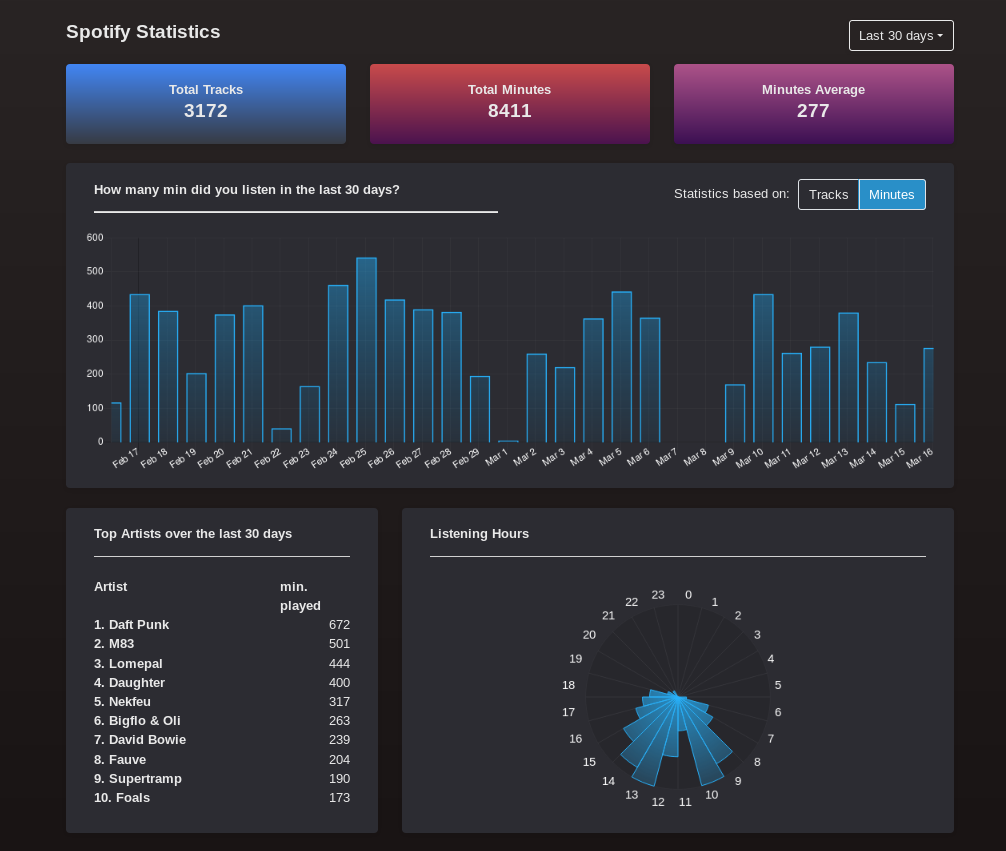 Spotify Statistics
Last 30 days
Total Tracks
3172
Total Minutes
8411
Minutes Average
277
How many min did you listen in the last 30 days?
Statistics based on: Tracks Minutes
600
500
400
300
200
100
0
Feb 17 Feb 18 Feb 19 Feb 20 Feb 21 Feb 22 Feb 23 Feb 24 Feb 25 Feb 26 Feb 27 Feb 28 Feb 29 Mar 1 Mar 2 Mar 3 Mar 4 Mar 5 Mar 6 Mar 7 Mar 8 Mar 9 Mar 10 Mar 11 Mar 12 Mar 13 Mar 14 Mar 15 Mar 16
Top Artists over the last 30 days
Artist min. played
1. Daft Punk 672
2. M83 501
3. Lomepal 444
4. Daughter 400
5. Nekfeu 317
6. Bigflo & Oli 263
7. David Bowie 239
8. Fauve 204
9. Supertramp 190
10. Foals 173
Listening Hours
0
1
2
3
4
5
6
7
8
9
10
11
12
13
14
15
16
17
18
19
20
21
22
23